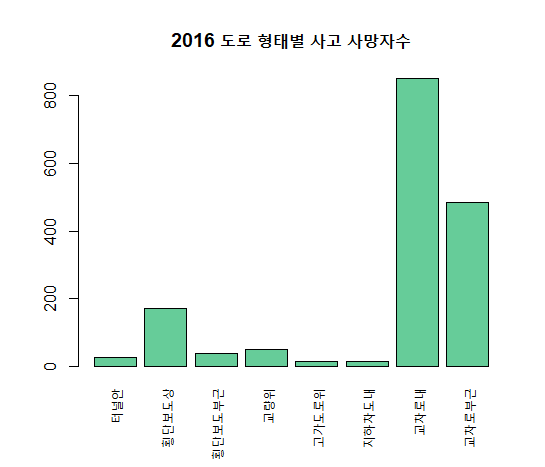 2016 도로 형태별 사고 사망자수
800
600
400
200
0
터널안
횡단보도상
횡단보도부근
교량위
고가도로위
지하차도내
교차로내
교차로부근